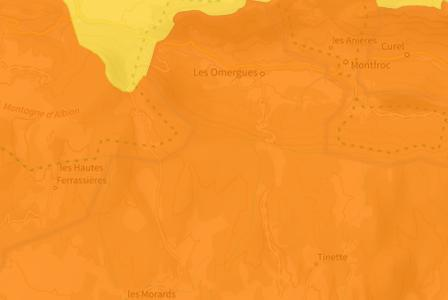 les Anières
Curel
Montfroc
Les Omergues
Montagne d'Albion
les Hautes
Ferrassières
Tinette
les Morards